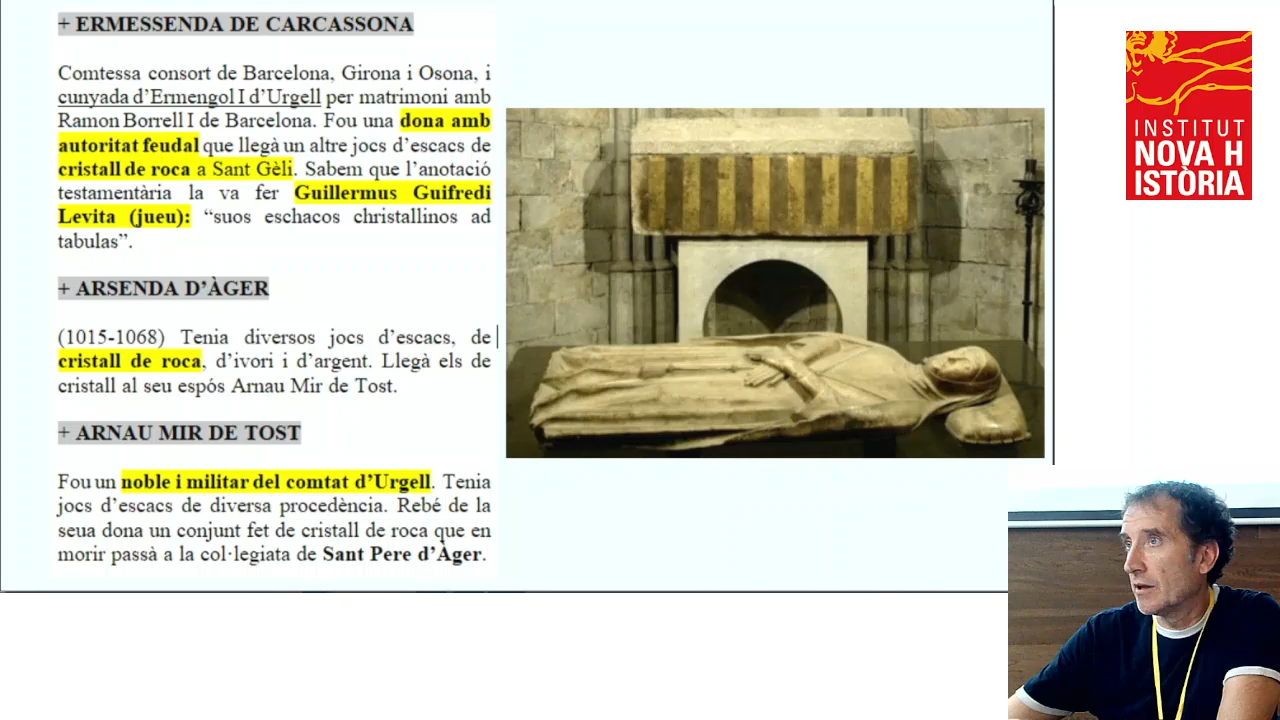 + ERMESSENDA DE CARCASSONA
Comtessa consort de Barcelona, Girona i Osona, i
cunyada d’Ermengol I d’Urgell per matrimoni amb
Ramon Borrell I de Barcelona. Fou una dona amb
autoritat feudal que llegà un altre jocs d’escacs de
cristall de roca a Sant Gèli. Sabem que l’anotació
testamentària la va fer Guillermus Guifredi
Levita (jueu): “suos eschacos christallinos ad
tabulas”.
+ ARSENDA D’ÀGER
(1015-1068) Tenia diversos jocs d’escacs, de
cristall de roca, d’ivori i d’argent. Llegà els de
cristall al seu espós Arnau Mir de Tost.
+ ARNAU MIR DE TOST
Fou un noble i militar del comtat d’Urgell. Tenia
jocs d’escacs de diversa procedència. Rebé de la
seua dona un conjunt fet de cristall de roca que en
morir passà a la col·legiata de Sant Pere d’Àger.
INSTITUT
NOVA H
ISTÒRIA